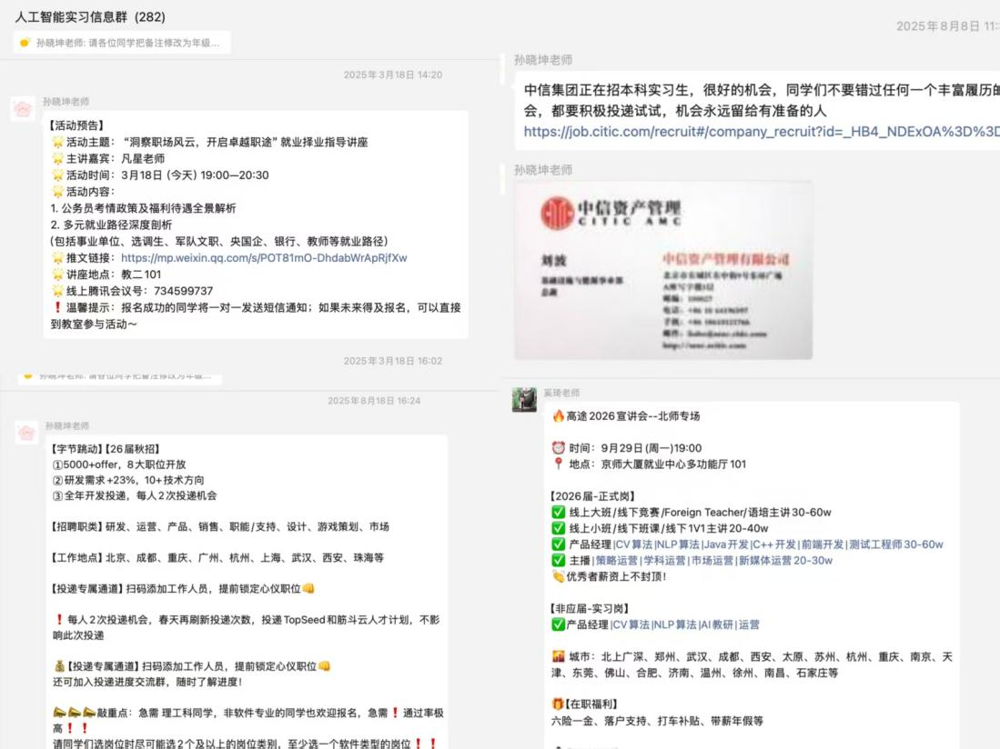 人工智能实习信息群 (282)
孙晓坤老师: 请各位同学把备注修改为年级...
2025年3月18日 14:20
孙晓坤老师
【活动预告】
活动主题：“洞察职场风云，开启卓越职途” 就业择业指导讲座
主讲嘉宾：凡星老师
活动时间：3月18日 (今天) 19:00—20:30
活动内容：
1. 公务员考情政策及福利待遇全景解析
2. 多元就业路径深度剖析
(包括事业单位、选调生、军队文职、央国企、银行、教师等就业路径）
推文链接：https://mp.weixin.qq.com/s/POT81mO-DhdabWrApRjfXw
讲座地点：教二101
线上腾讯会议号：734599737
❗温馨提示：报名成功的同学将一对一发送短信通知；如果未来得及报名，可以直接
到教室参与活动～
2025年3月18日 16:02
2025年8月8日 11:
孙晓坤老师
中信集团正在招本科实习生，很好的机会，同学们不要错过任何一个丰富履历的
会，都要积极投递试试，机会永远留给有准备的人
https://job.citic.com/recruit#/company_recruit?id=_HB4_NDExOA%3D%3D
孙晓坤老师
中信资产管理
CITIC AMC
刘波
中信资产管理有限公司
孙晓坤老师: 请各位同学把备注修改为年级...
2025年8月18日 16:24
孙晓坤老师
【字节跳动】【26届秋招】
①5000+offer，8大职位开放
②研发需求+23%，10+技术方向
③全年开发投递，每人2次投递机会
【招聘职类】研发、运营、产品、销售、职能/支持、设计、游戏策划、市场
【工作地点】北京、成都、重庆、广州、杭州、上海、武汉、西安、珠海等
【投递专属通道】扫码添加工作人员，提前锁定心仪职位👊
❗每人2次投递机会，春天再刷新投递次数，投递TopSeed和筋斗云人才计划，不影
响此次投递
💰【投递专属通道】扫码添加工作人员，提前锁定心仪职位👊
还可加入投递进度交流群，随时了解进度!
📣📣📣敲重点：急需 理工科同学，非软件专业的同学也欢迎报名，急需❗通过率极
高❗❗
请同学们选岗位时尽可能选2个及以上的岗位类别，至少选一个软件类型的岗位❗❗
奚琦老师
🔥高途2026宣讲会--北师专场
⏰ 时间：9月29日(周一)19:00
📍 地点：京师大厦就业中心多功能厅101
【2026届-正式岗】
✅ 线上大班/线下竞赛/Foreign Teacher/语培主讲30-60w
✅ 线上小班/线下班课/线下1V1主讲20-40w
✅ 产品经理|CV算法|NLP算法|Java开发|C++开发|前端开发|测试工程师30-60w
✅ 主播|策略运营|学科运营|市场运营|新媒体运营20-30w
👏优秀者薪资上不封顶!
【非应届-实习岗】
✅产品经理|CV算法|NLP算法|AI教研|运营
🌇 城市：北上广深、郑州、武汉、成都、西安、太原、苏州、杭州、重庆、南京、天
津、东莞、佛山、合肥、济南、温州、徐州、南昌、石家庄等
🎁【在职福利】
六险一金、落户支持、打车补贴、带薪年假等